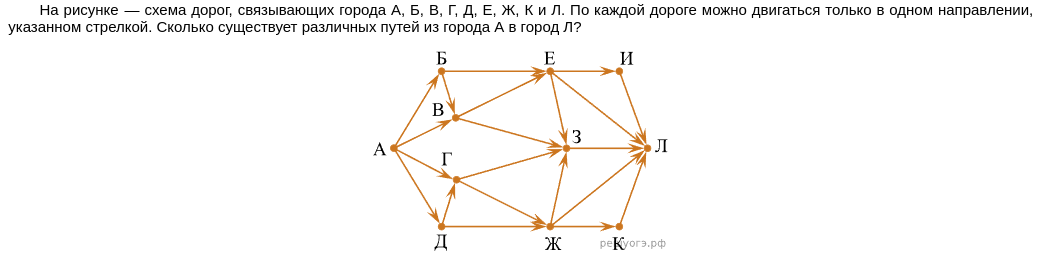 На рисунке — схема дорог, связывающих города А, Б, В, Г, Д, Е, Ж, К и Л. По каждой дороге можно двигаться только в одном направлении,
указанном стрелкой. Сколько существует различных путей из города А в город Л?
Б Е И
В
З
А Л
Г
Д Ж К
решуогэ.рф